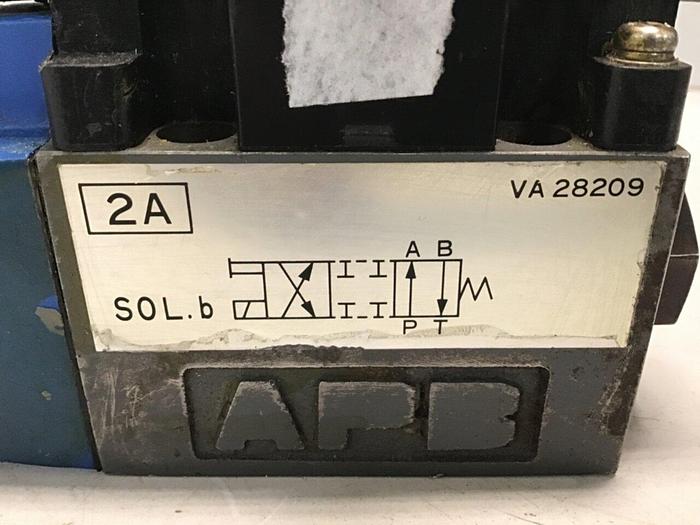 2A
VA 28209
A B
SOL.b
P T
APB